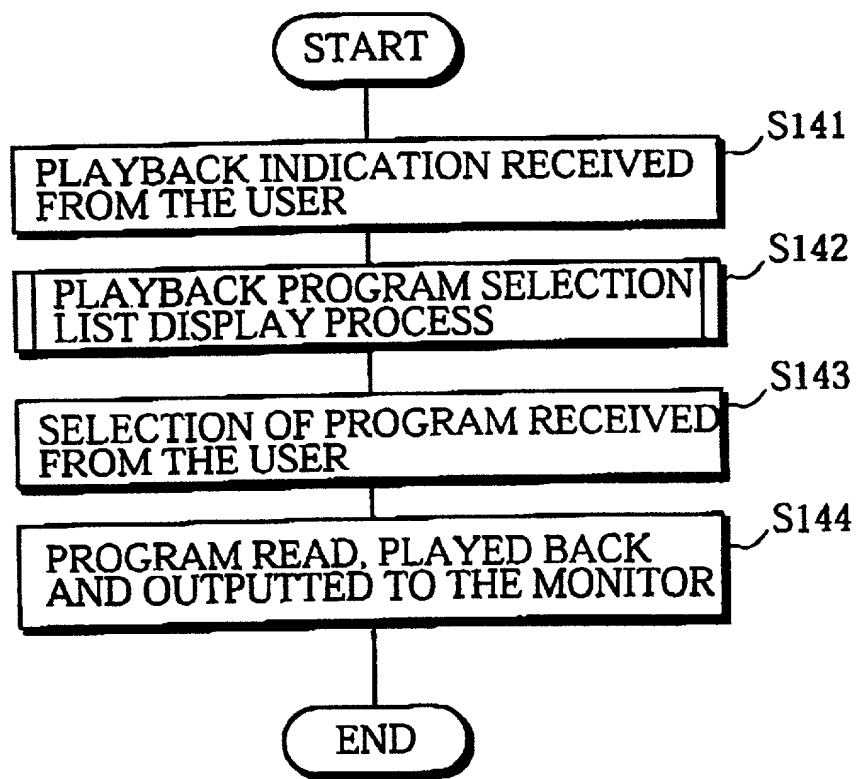 START
S141
PLAYBACK INDICATION RECEIVED
FROM THE USER
S142
PLAYBACK PROGRAM SELECTION
LIST DISPLAY PROCESS
S143
SELECTION OF PROGRAM RECEIVED
FROM THE USER
S144
PROGRAM READ, PLAYED BACK
AND OUTPUTTED TO THE MONITOR
END